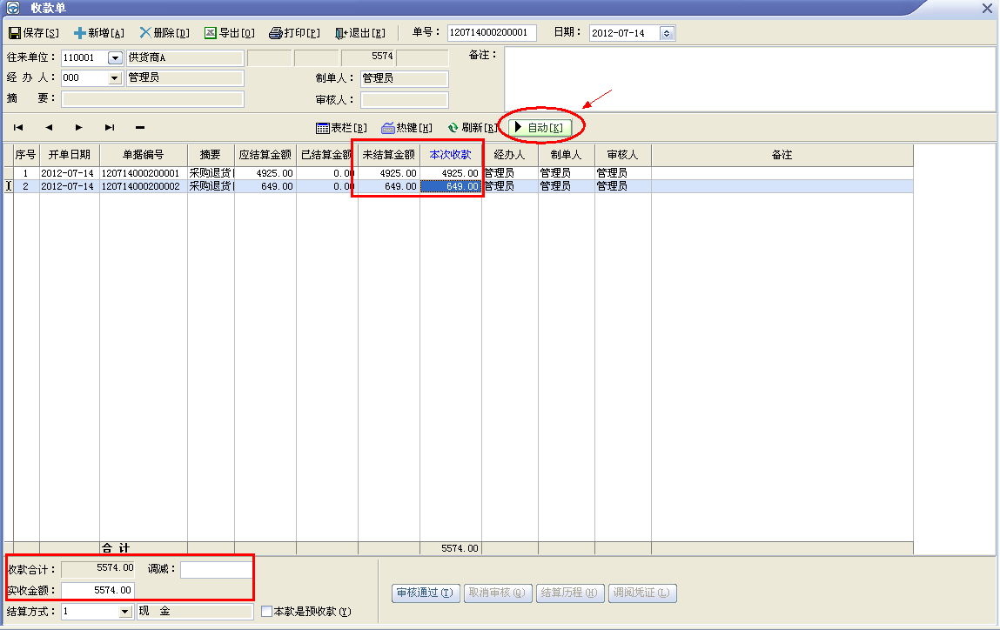 收款单
保存[S] 新增[A] 删除[D] 导出[O] 打印[P] 退出[E] 单号： 120714000200001 日期： 2012-07-14
往来单位： 110001 供货商A 5574 备注：
经 办 人： 000 管理员 制单人： 管理员
摘 要： 审核人：
表栏[B] 热键[H] 刷新[R] 自动[K]
序号 开单日期 单据编号 摘要 应结算金额 已结算金额 未结算金额 本次收款 经办人 制单人 审核人 备注
1 2012-07-14 120714000200001 采购退货 4925.00 0.00 4925.00 4925.00 管理员 管理员 管理员
2 2012-07-14 120714000200002 采购退货 649.00 0.00 649.00 649.00 管理员 管理员 管理员
合 计 5574.00
收款合计： 5574.00 调减：
实收金额： 5574.00
结算方式： 1 现 金 本款是预收款(Y)
审核通过(T) 取消审核(Q) 结算历程(H) 调阅凭证(L)